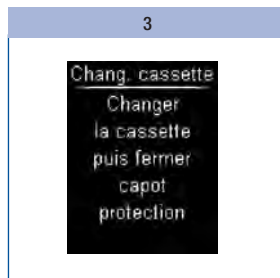 3
Chang. cassette
Changer
la cassette
puis fermer
capot
protection